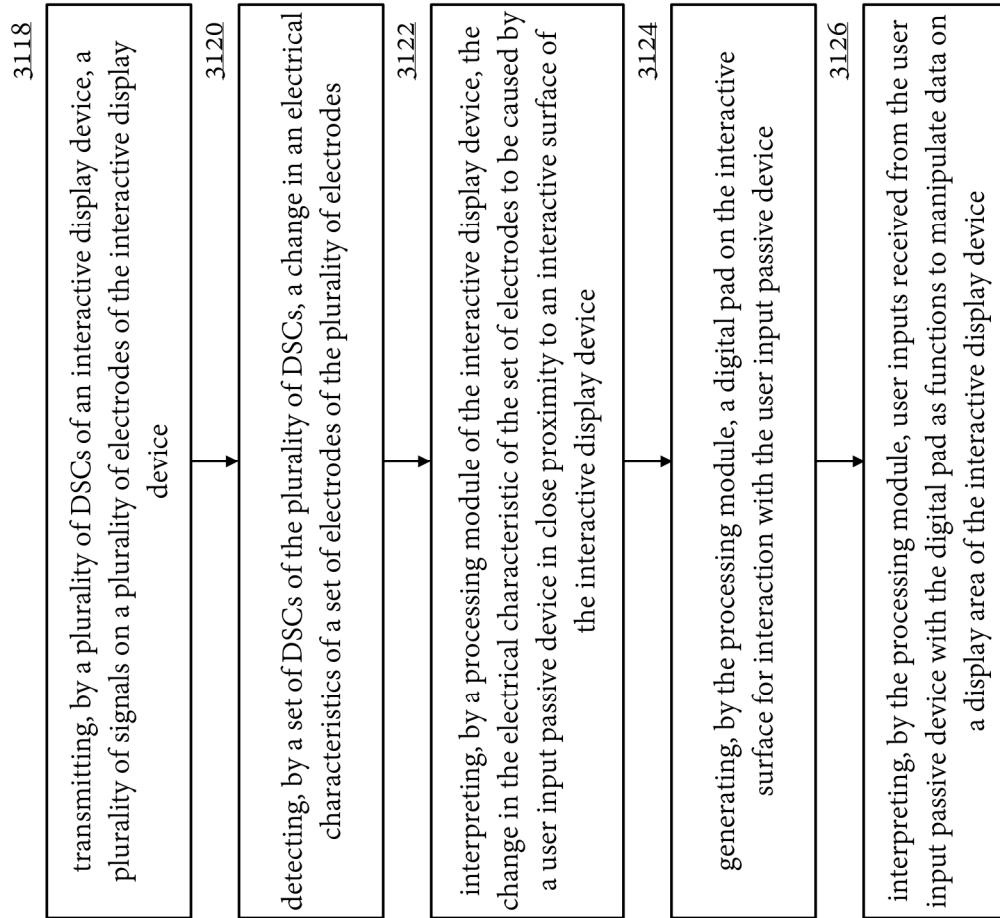 3118
transmitting, by a plurality of DSCs of an interactive display device, a
plurality of signals on a plurality of electrodes of the interactive display
device
3120
detecting, by a set of DSCs of the plurality of DSCs, a change in an electrical
characteristics of a set of electrodes of the plurality of electrodes
3122
interpreting, by a processing module of the interactive display device, the
change in the electrical characteristic of the set of electrodes to be caused by
a user input passive device in close proximity to an interactive surface of
the interactive display device
3124
generating, by the processing module, a digital pad on the interactive
surface for interaction with the user input passive device
3126
interpreting, by the processing module, user inputs received from the user
input passive device with the digital pad as functions to manipulate data on
a display area of the interactive display device